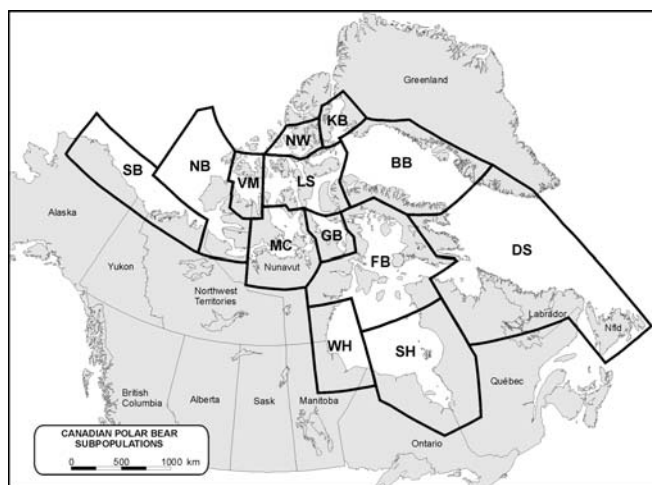 Greenland
KB
NW
SB
NB
VM
LS
BB
Alaska
MC
GB
FB
DS
Nunavut
Yukon
Northwest
Territories
Labrador
Nfld
WH
SH
Québec
British
Columbia
Alberta
Sask
Manitoba
Ontario
CANADIAN POLAR BEAR
SUBPOPULATIONS
0 500 1000 km